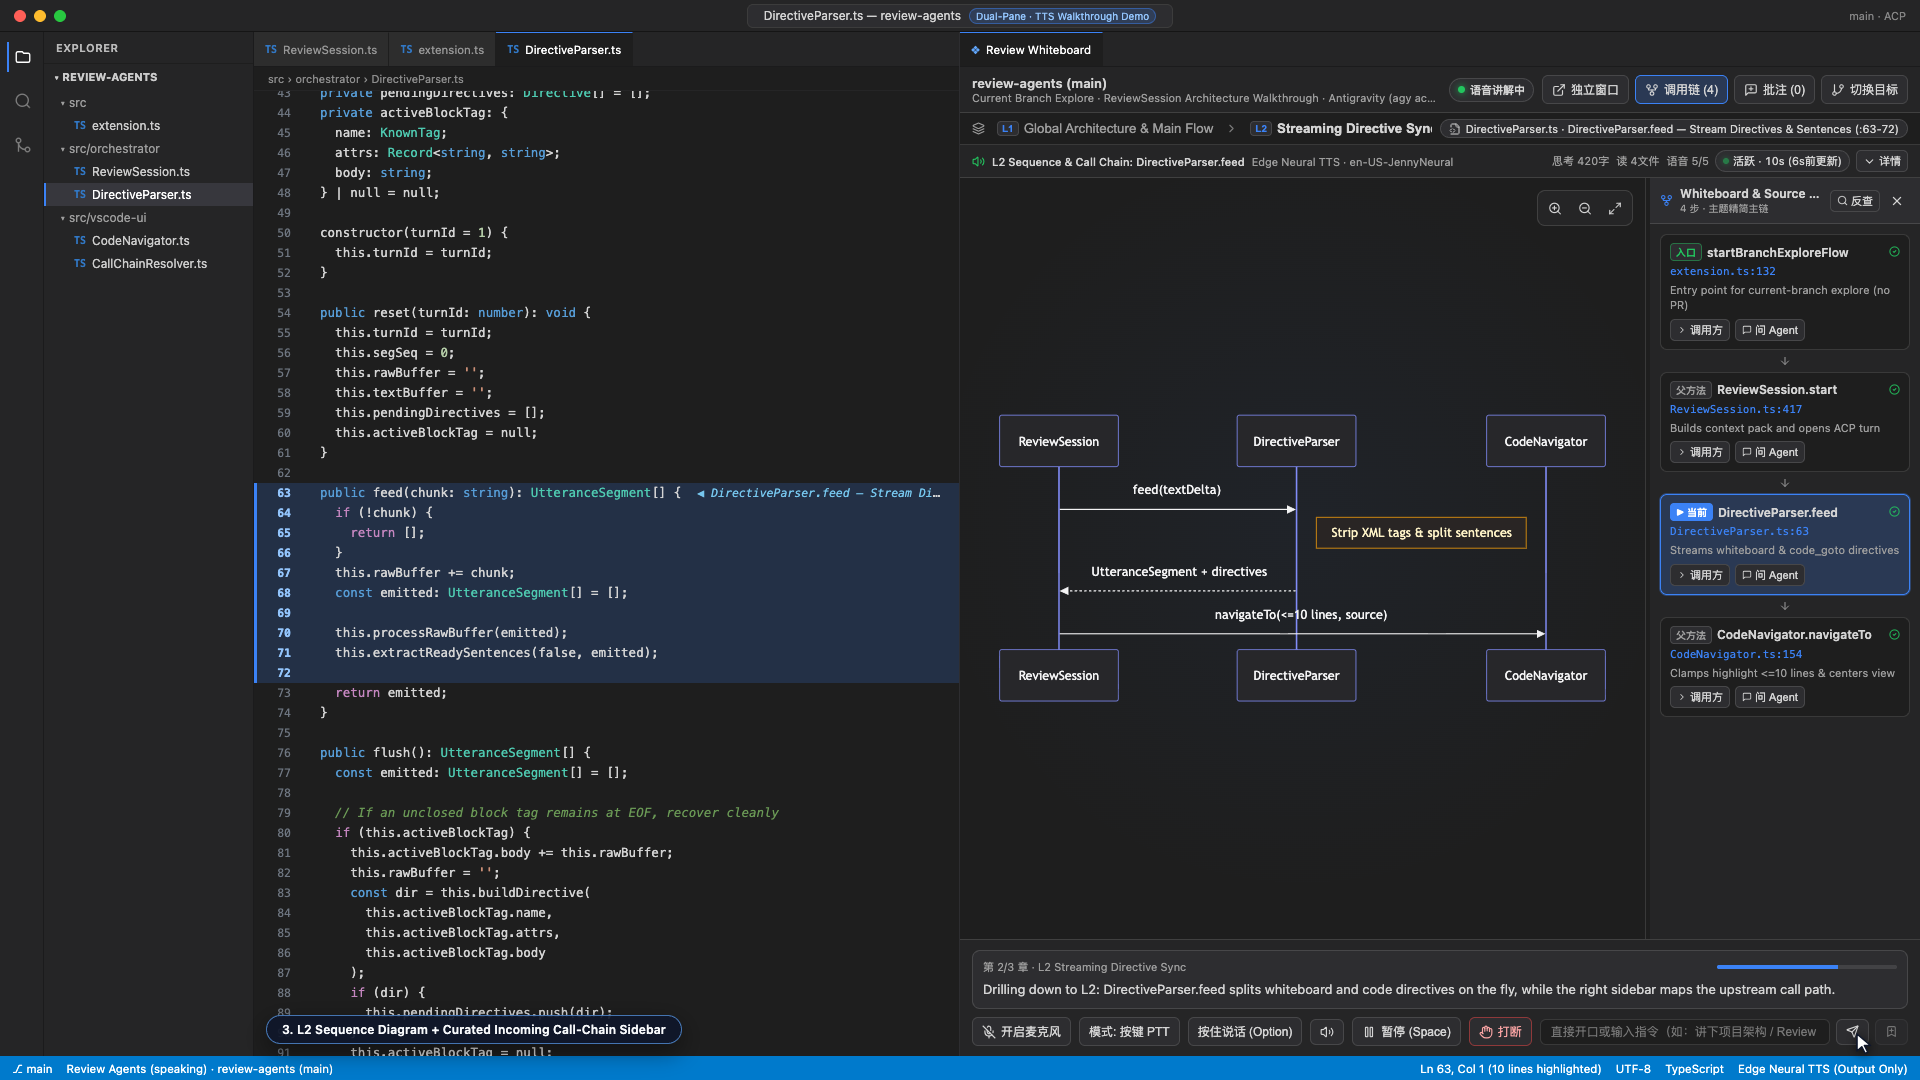 DirectiveParser.ts — review-agents
Dual-Pane · TTS Walkthrough Demo
main · ACP
EXPLORER
REVIEW-AGENTS
src
TS extension.ts
src/orchestrator
TS ReviewSession.ts
TS DirectiveParser.ts
src/vscode-ui
TS CodeNavigator.ts
TS CallChainResolver.ts
TS ReviewSession.ts
TS extension.ts
TS DirectiveParser.ts
src › orchestrator › DirectiveParser.ts
43 private pendingDirectives: Directive[] = [];
44 private activeBlockTag: {
45 name: KnownTag;
46 attrs: Record<string, string>;
47 body: string;
48 } | null = null;
49
50 constructor(turnId = 1) {
51 this.turnId = turnId;
52 }
53
54 public reset(turnId: number): void {
55 this.turnId = turnId;
56 this.segSeq = 0;
57 this.rawBuffer = '';
58 this.textBuffer = '';
59 this.pendingDirectives = [];
60 this.activeBlockTag = null;
61 }
62
63 public feed(chunk: string): UtteranceSegment[] { ◀ DirectiveParser.feed — Stream Di…
64 if (!chunk) {
65 return [];
66 }
67 this.rawBuffer += chunk;
68 const emitted: UtteranceSegment[] = [];
69
70 this.processRawBuffer(emitted);
71 this.extractReadySentences(false, emitted);
72
73 return emitted;
74 }
75
76 public flush(): UtteranceSegment[] {
77 const emitted: UtteranceSegment[] = [];
78
79 // If an unclosed block tag remains at EOF, recover cleanly
80 if (this.activeBlockTag) {
81 this.activeBlockTag.body += this.rawBuffer;
82 this.rawBuffer = '';
83 const dir = this.buildDirective(
84 this.activeBlockTag.name,
85 this.activeBlockTag.attrs,
86 this.activeBlockTag.body
87 );
88 if (dir) {
this.pendingDirectives.push(dir);
3. L2 Sequence Diagram + Curated Incoming Call-Chain Sidebar
91 this.activeBlockTag = null;
Review Whiteboard
review-agents (main)
Current Branch Explore · ReviewSession Architecture Walkthrough · Antigravity (agy ac...
语音讲解中
独立窗口
调用链 (4)
批注 (0)
切换目标
L1 Global Architecture & Main Flow
L2 Streaming Directive Syn
DirectiveParser.ts · DirectiveParser.feed — Stream Directives & Sentences (:63-72)
L2 Sequence & Call Chain: DirectiveParser.feed Edge Neural TTS · en-US-JennyNeural
思考 420字 读 4文件 语音 5/5
活跃 · 10s (6s前更新)
详情
ReviewSession
DirectiveParser
CodeNavigator
feed(textDelta)
Strip XML tags & split sentences
UtteranceSegment + directives
navigateTo(<=10 lines, source)
ReviewSession
DirectiveParser
CodeNavigator
Whiteboard & Source ...
4 步 · 主题精简主链
反查
入口 startBranchExploreFlow
extension.ts:132
Entry point for current-branch explore (no
PR)
调用方 问 Agent
父方法 ReviewSession.start
ReviewSession.ts:417
Builds context pack and opens ACP turn
调用方 问 Agent
▶ 当前 DirectiveParser.feed
DirectiveParser.ts:63
Streams whiteboard & code_goto directives
调用方 问 Agent
父方法 CodeNavigator.navigateTo
CodeNavigator.ts:154
Clamps highlight <=10 lines & centers view
调用方 问 Agent
第 2/3 章 · L2 Streaming Directive Sync
Drilling down to L2: DirectiveParser.feed splits whiteboard and code directives on the fly, while the right sidebar maps the upstream call path.
开启麦克风
模式: 按键 PTT
按住说话 (Option)
暂停 (Space)
打断
直接开口或输入指令（如：讲下项目架构 / Review
main
Review Agents (speaking) · review-agents (main)
Ln 63, Col 1 (10 lines highlighted)
UTF-8
TypeScript
Edge Neural TTS (Output Only)